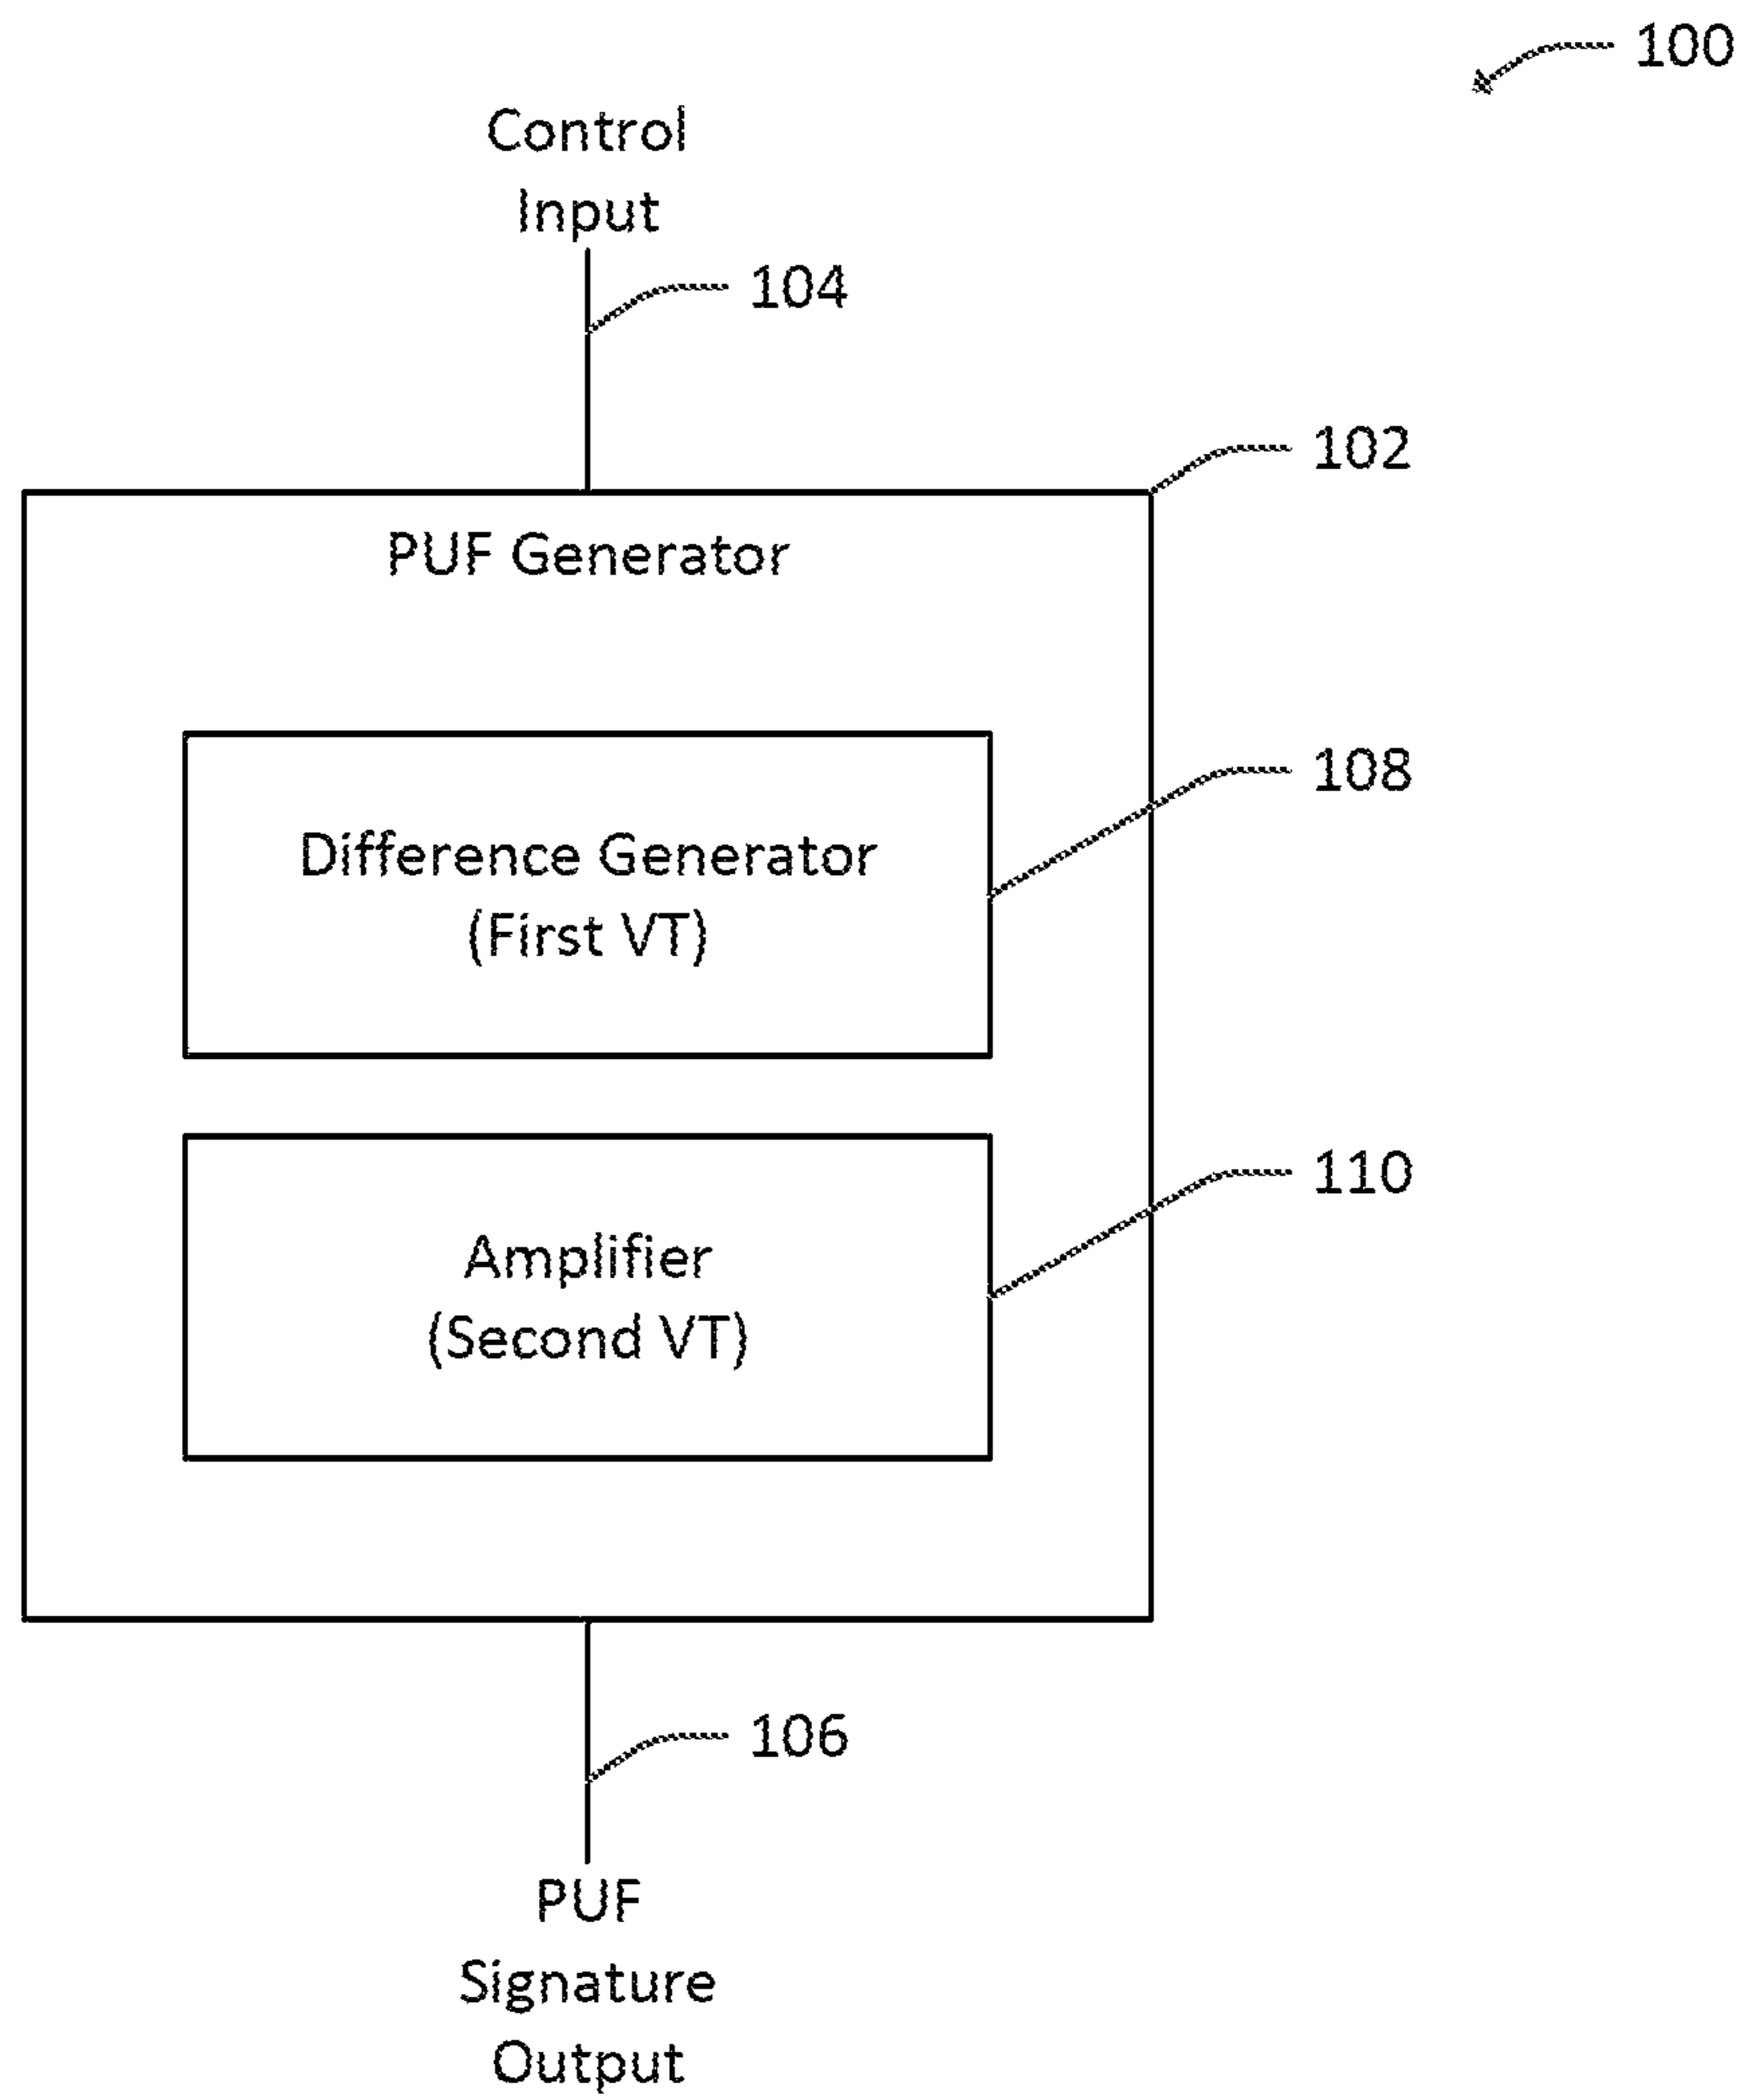 100
Control
Input
104
102
PUF Generator
108
Difference Generator
(First VT)
110
Amplifier
(Second VT)
106
PUF
Signature
Output